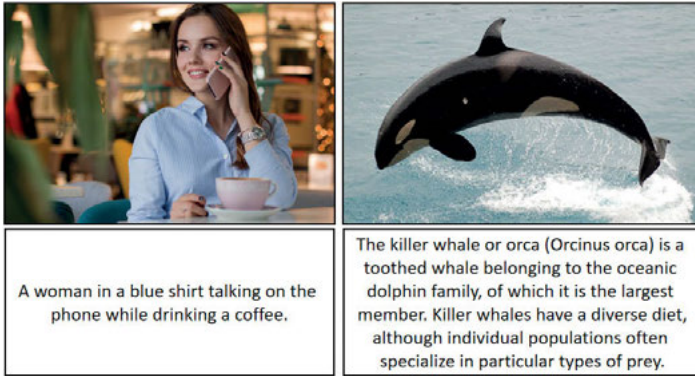 A woman in a blue shirt talking on the
phone while drinking a coffee.
The killer whale or orca (Orcinus orca) is a
toothed whale belonging to the oceanic
dolphin family, of which it is the largest
member. Killer whales have a diverse diet,
although individual populations often
specialize in particular types of prey.